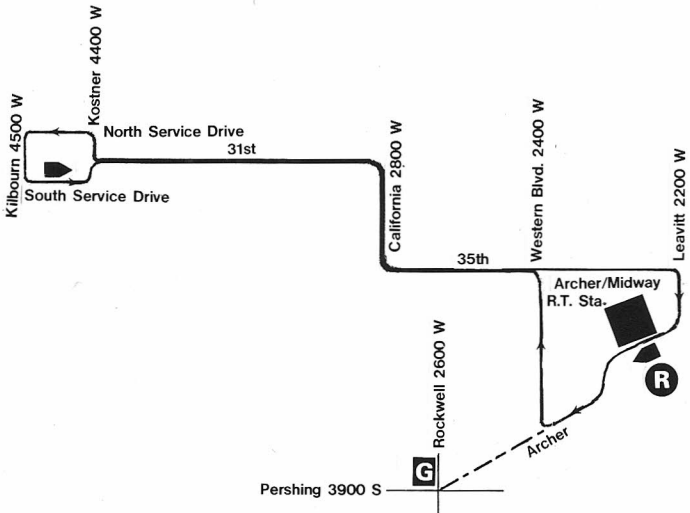 Kostner 4400 W
Kilbourn 4500 W
North Service Drive
31st
South Service Drive
California 2800 W
Western Blvd. 2400 W
Leavitt 2200 W
35th
Archer/Midway
R.T. Sta.
R
Rockwell 2600 W
Archer
G
Pershing 3900 S